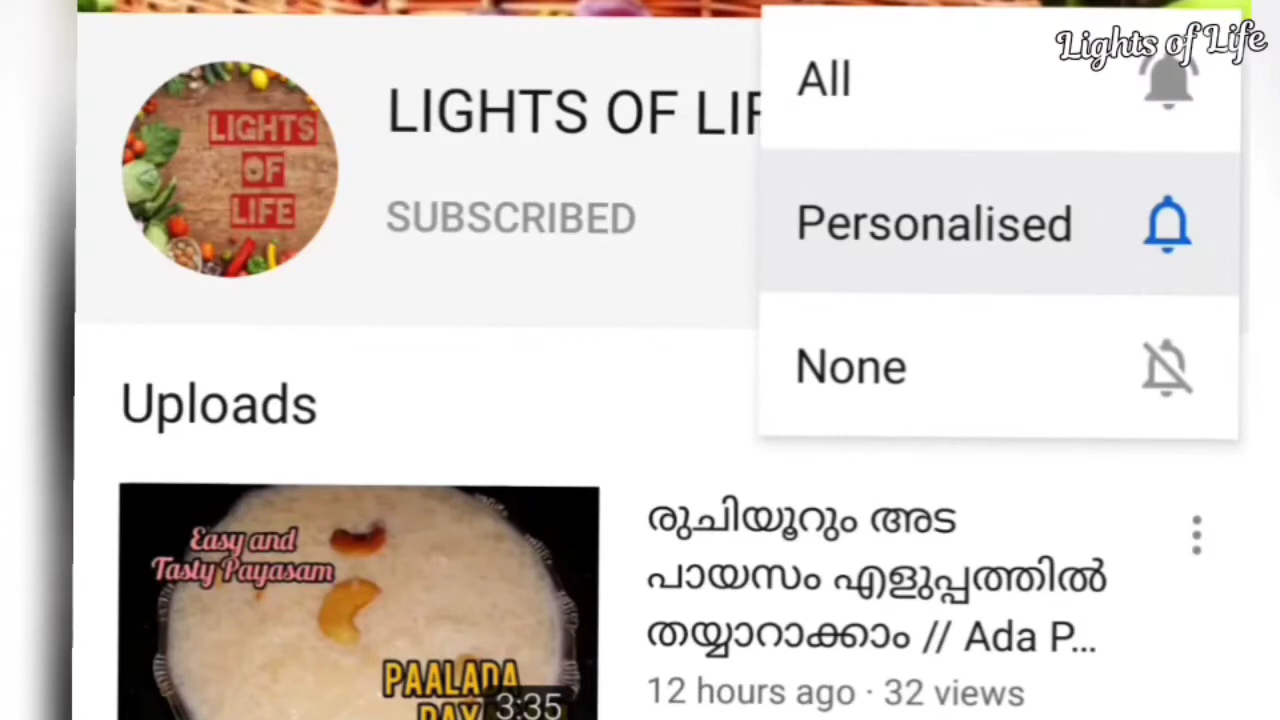 Lights of Life
All
LIGHTS
OF
LIFE
LIGHTS OF
SUBSCRIBED
Personalised
None
Uploads
Easy and
Tasty Payasam
PAALADA
3:35
രുചിയൂറും അട
പായസം എളുപ്പത്തിൽ
തയ്യാറാക്കാം // Ada P...
12 hours ago · 32 views